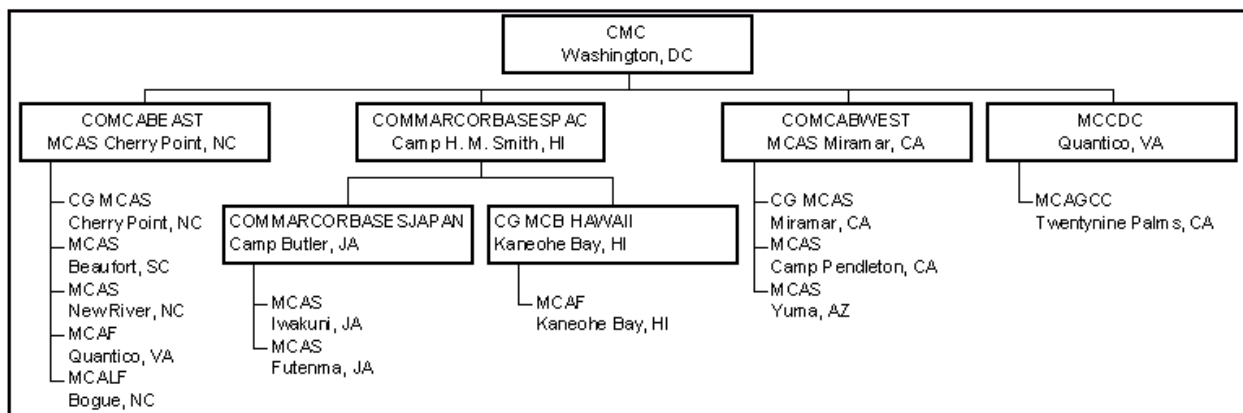 CMC
Washington, DC
COMCABEAST
MCAS Cherry Point, NC
COMMARCORBASESPAC
Camp H. M. Smith, HI
COMCABWEST
MCAS Miramar, CA
MCCDC
Quantico, VA
CG MCAS
Cherry Point, NC
MCAS
Beaufort, SC
MCAS
New River, NC
MCAF
Quantico, VA
MCALF
Bogue, NC
COMMARCORBASESJAPAN
Camp Butler, JA
MCAS
Iwakuni, JA
MCAS
Futenma, JA
CG MCB HAWAII
Kaneohe Bay, HI
MCAF
Kaneohe Bay, HI
CG MCAS
Miramar, CA
MCAS
Camp Pendleton, CA
MCAS
Yuma, AZ
MCAGCC
Twentynine Palms, CA